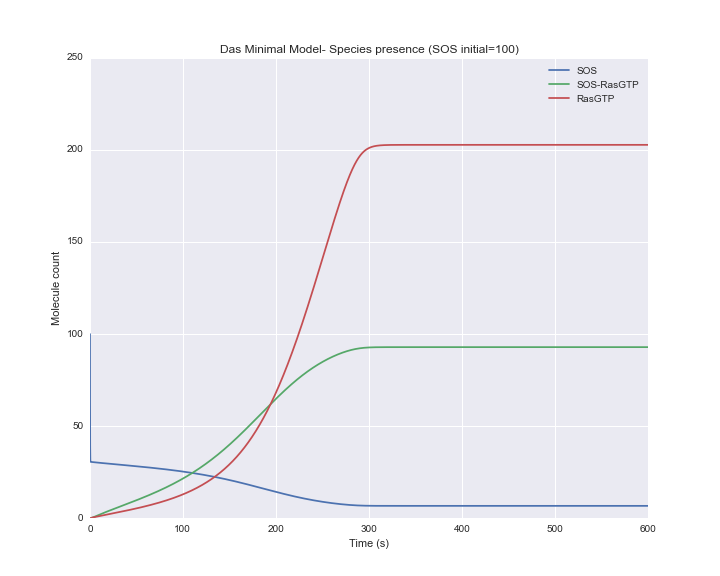 Das Minimal Model- Species presence (SOS initial=100)
250
200
150
100
50
0
Molecule count
SOS
SOS-RasGTP
RasGTP
0 100 200 300 400 500 600
Time (s)